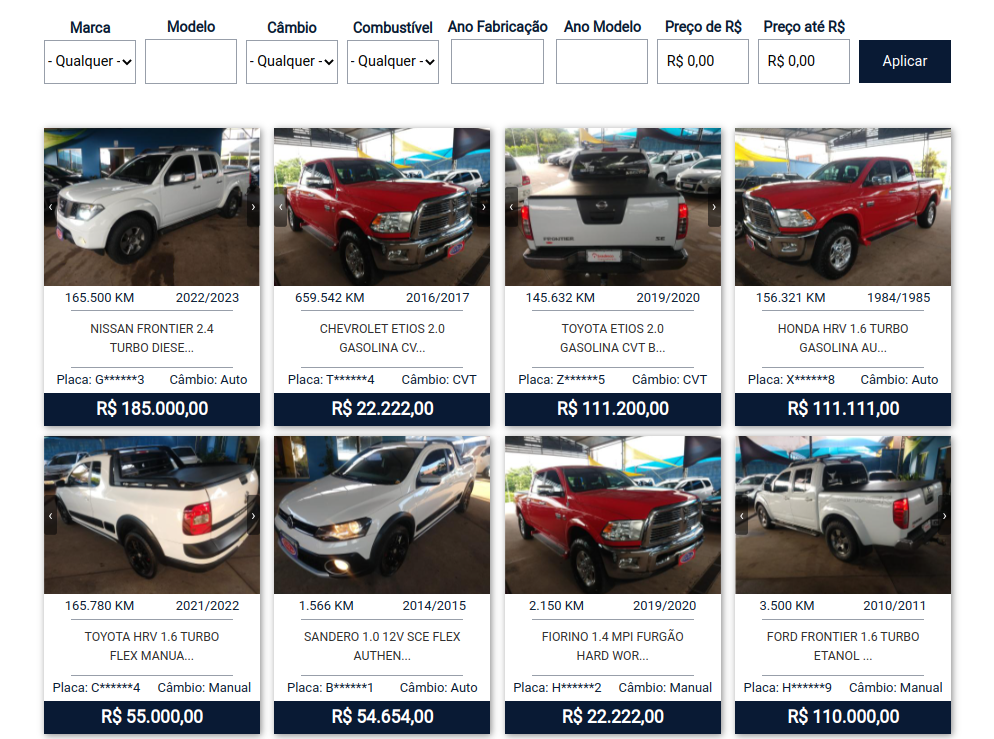 Marca Modelo Câmbio Combustível Ano Fabricação Ano Modelo Preço de R$ Preço até R$
- Qualquer - - Qualquer - - Qualquer - R$ 0,00 R$ 0,00 Aplicar
165.500 KM 2022/2023
NISSAN FRONTIER 2.4
TURBO DIESE...
Placa: G******3 Câmbio: Auto
R$ 185.000,00
659.542 KM 2016/2017
CHEVROLET ETIOS 2.0
GASOLINA CV...
Placa: T******4 Câmbio: CVT
R$ 22.222,00
FRONTIER SE
145.632 KM 2019/2020
TOYOTA ETIOS 2.0
GASOLINA CVT B...
Placa: Z******5 Câmbio: CVT
R$ 111.200,00
156.321 KM 1984/1985
HONDA HRV 1.6 TURBO
GASOLINA AU...
Placa: X******8 Câmbio: Auto
R$ 111.111,00
165.780 KM 2021/2022
TOYOTA HRV 1.6 TURBO
FLEX MANUA...
Placa: C******4 Câmbio: Manual
R$ 55.000,00
1.566 KM 2014/2015
SANDERO 1.0 12V SCE FLEX
AUTHEN...
Placa: B******1 Câmbio: Auto
R$ 54.654,00
2.150 KM 2019/2020
FIORINO 1.4 MPI FURGÃO
HARD WOR...
Placa: H******2 Câmbio: Manual
R$ 22.222,00
3.500 KM 2010/2011
FORD FRONTIER 1.6 TURBO
ETANOL ...
Placa: H******9 Câmbio: Manual
R$ 110.000,00